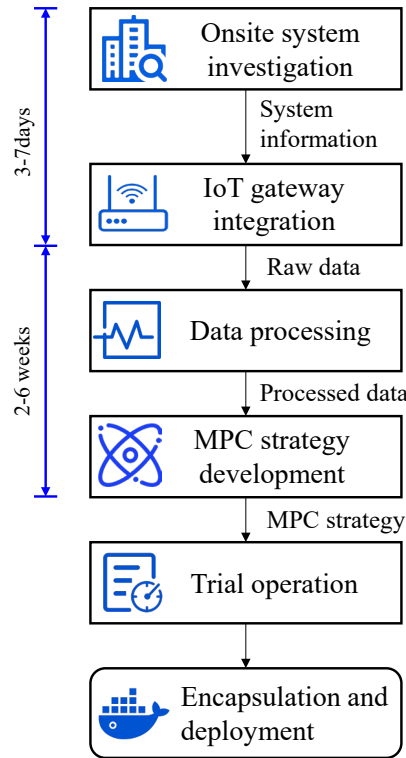 Onsite system
investigation
3-7days
System
information
IoT gateway
integration
Raw data
Data processing
2-6 weeks
Processed data
MPC strategy
development
MPC strategy
Trial operation
Encapsulation and
deployment